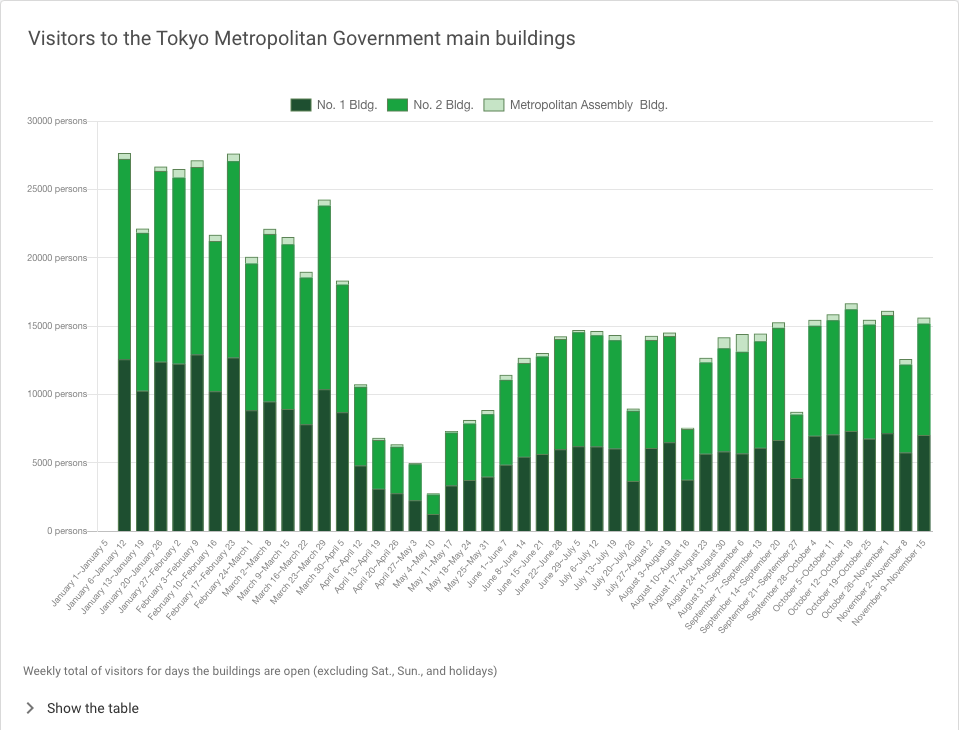 Visitors to the Tokyo Metropolitan Government main buildings
No. 1 Bldg. No. 2 Bldg. Metropolitan Assembly Bldg.
30000 persons
25000 persons
20000 persons
15000 persons
10000 persons
5000 persons
0 persons
January 1–January 5
January 6–January 12
January 13–January 19
January 20–January 26
January 27–February 2
February 3–February 9
February 10–February 16
February 17–February 23
February 24–March 1
March 2–March 8
March 9–March 15
March 16–March 22
March 23–March 29
March 30–April 5
April 6–April 12
April 13–April 19
April 20–April 26
April 27–May 3
May 4–May 10
May 11–May 17
May 18–May 24
May 25–May 31
June 1–June 7
June 8–June 14
June 15–June 21
June 22–June 28
June 29–July 5
July 6–July 12
July 13–July 19
July 20–July 26
July 27–August 2
August 3–August 9
August 10–August 16
August 17–August 23
August 24–August 30
August 31–September 6
September 7–September 13
September 14–September 20
September 21–September 27
September 28–October 4
October 5–October 11
October 12–October 18
October 19–October 25
October 26–November 1
November 2–November 8
November 9–November 15
Weekly total of visitors for days the buildings are open (excluding Sat., Sun., and holidays)
Show the table